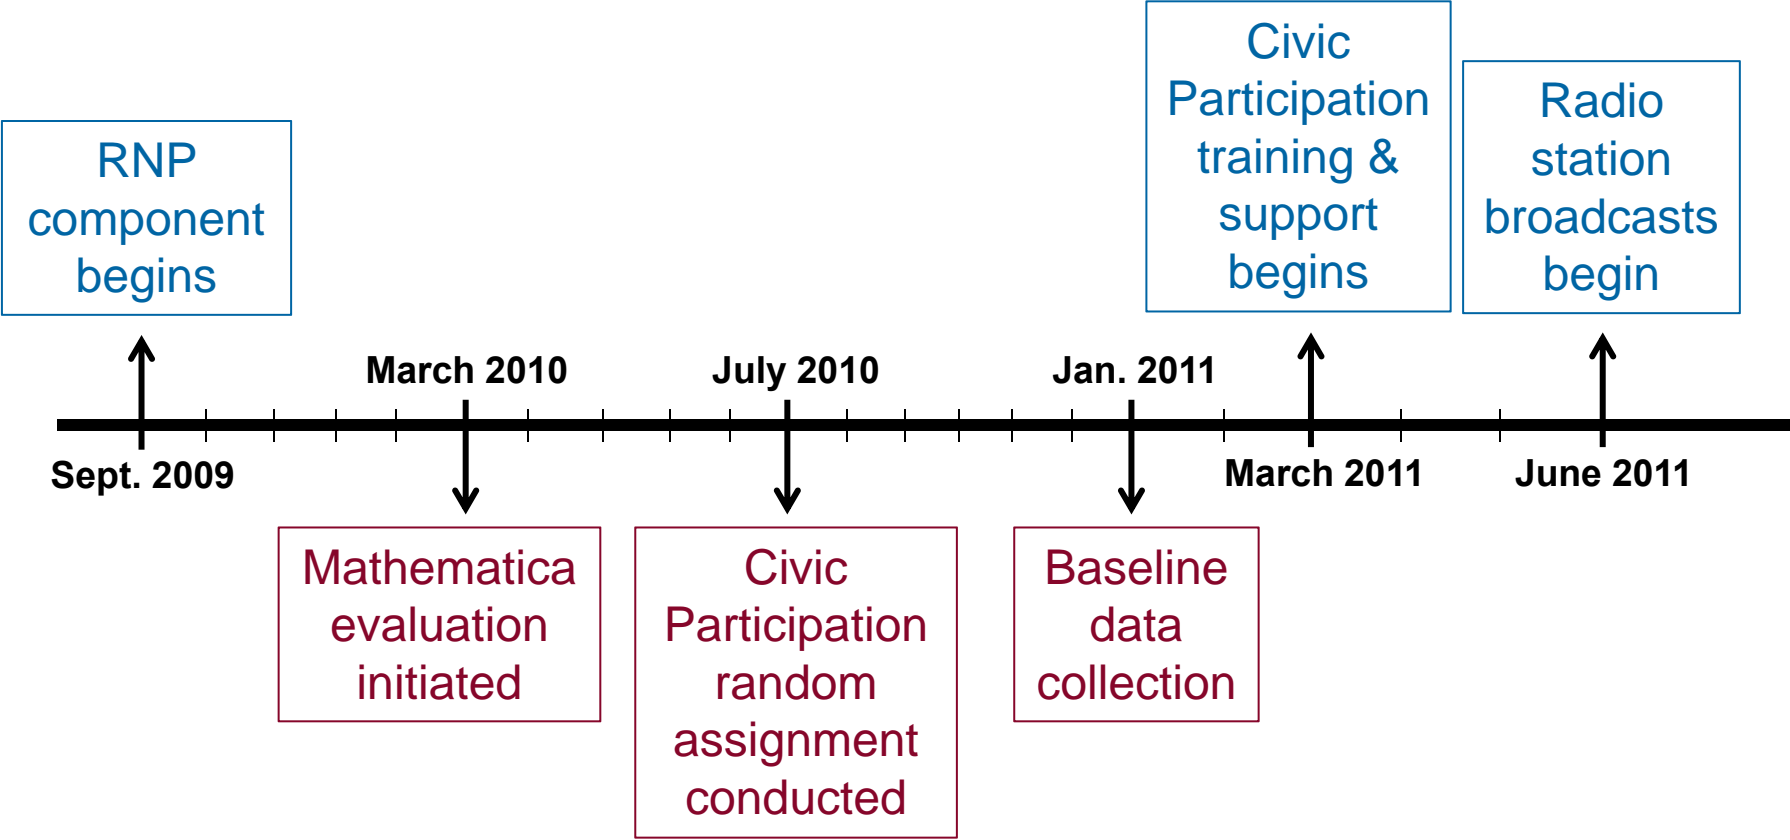 RNP
component
begins
Civic
Participation
training &
support
begins
Radio
station
broadcasts
begin
March 2010
July 2010
Jan. 2011
Sept. 2009
March 2011
June 2011
Mathematica
evaluation
initiated
Civic
Participation
random
assignment
conducted
Baseline
data
collection